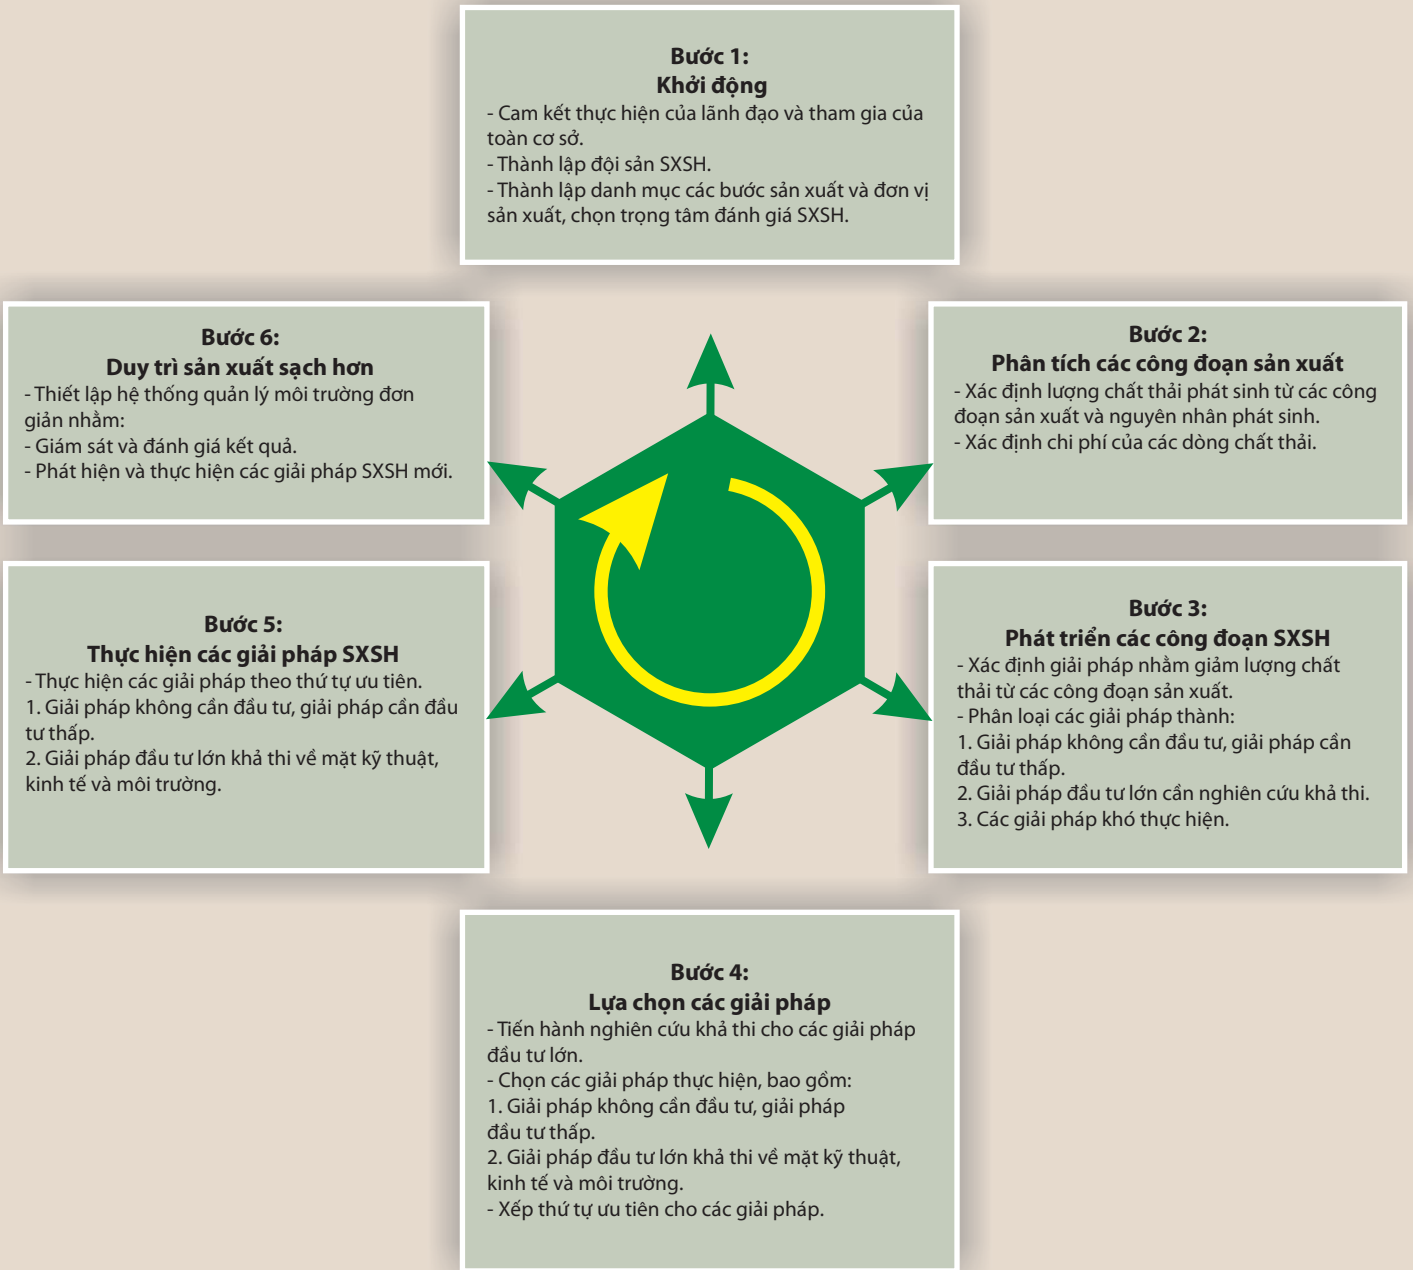 Bước 1:
Khởi động
- Cam kết thực hiện của lãnh đạo và tham gia của
toàn cơ sở.
- Thành lập đội sản SXSH.
- Thành lập danh mục các bước sản xuất và đơn vị
sản xuất, chọn trọng tâm đánh giá SXSH.
Bước 2:
Phân tích các công đoạn sản xuất
- Xác định lượng chất thải phát sinh từ các công
đoạn sản xuất và nguyên nhân phát sinh.
- Xác định chi phí của các dòng chất thải.
Bước 3:
Phát triển các công đoạn SXSH
- Xác định giải pháp nhằm giảm lượng chất
thải từ các công đoạn sản xuất.
- Phân loại các giải pháp thành:
1. Giải pháp không cần đầu tư, giải pháp cần
đầu tư thấp.
2. Giải pháp đầu tư lớn cần nghiên cứu khả thi.
3. Các giải pháp khó thực hiện.
Bước 4:
Lựa chọn các giải pháp
- Tiến hành nghiên cứu khả thi cho các giải pháp
đầu tư lớn.
- Chọn các giải pháp thực hiện, bao gồm:
1. Giải pháp không cần đầu tư, giải pháp
đầu tư thấp.
2. Giải pháp đầu tư lớn khả thi về mặt kỹ thuật,
kinh tế và môi trường.
- Xếp thứ tự ưu tiên cho các giải pháp.
Bước 5:
Thực hiện các giải pháp SXSH
- Thực hiện các giải pháp theo thứ tự ưu tiên.
1. Giải pháp không cần đầu tư, giải pháp cần đầu
tư thấp.
2. Giải pháp đầu tư lớn khả thi về mặt kỹ thuật,
kinh tế và môi trường.
Bước 6:
Duy trì sản xuất sạch hơn
- Thiết lập hệ thống quản lý môi trường đơn
giản nhằm:
- Giám sát và đánh giá kết quả.
- Phát hiện và thực hiện các giải pháp SXSH mới.